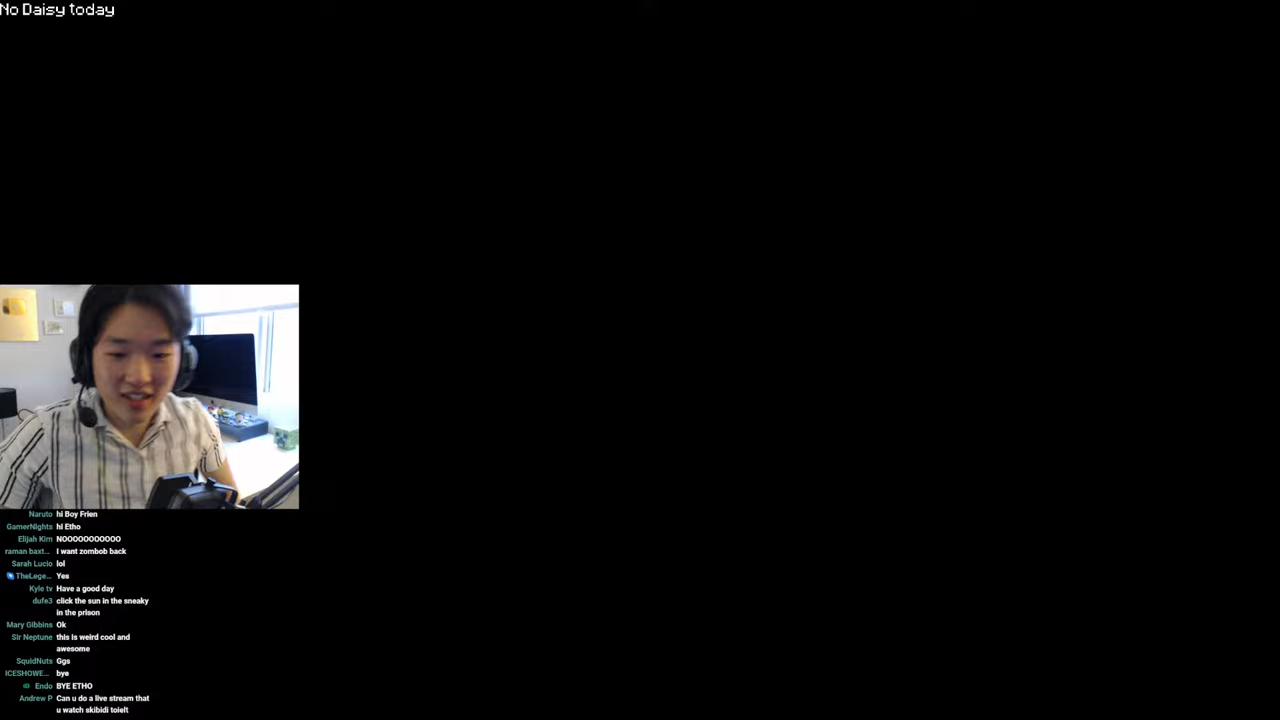 No Daisy today
Naruto hi Boy Frien
GamerNights hi Etho
Elijah Kim NOOOOOOOOOOO
raman baxt... I want zombob back
Sarah Lucio lol
TheLege... Yes
Kyle tv Have a good day
dufe3 click the sun in the sneaky
in the prison
Mary Gibbins Ok
Sir Neptune this is weird cool and
awesome
SquidNuts Ggs
ICESHOWE... bye
Endo BYE ETHO
Andrew P Can u do a live stream that
u watch skibidi toielt